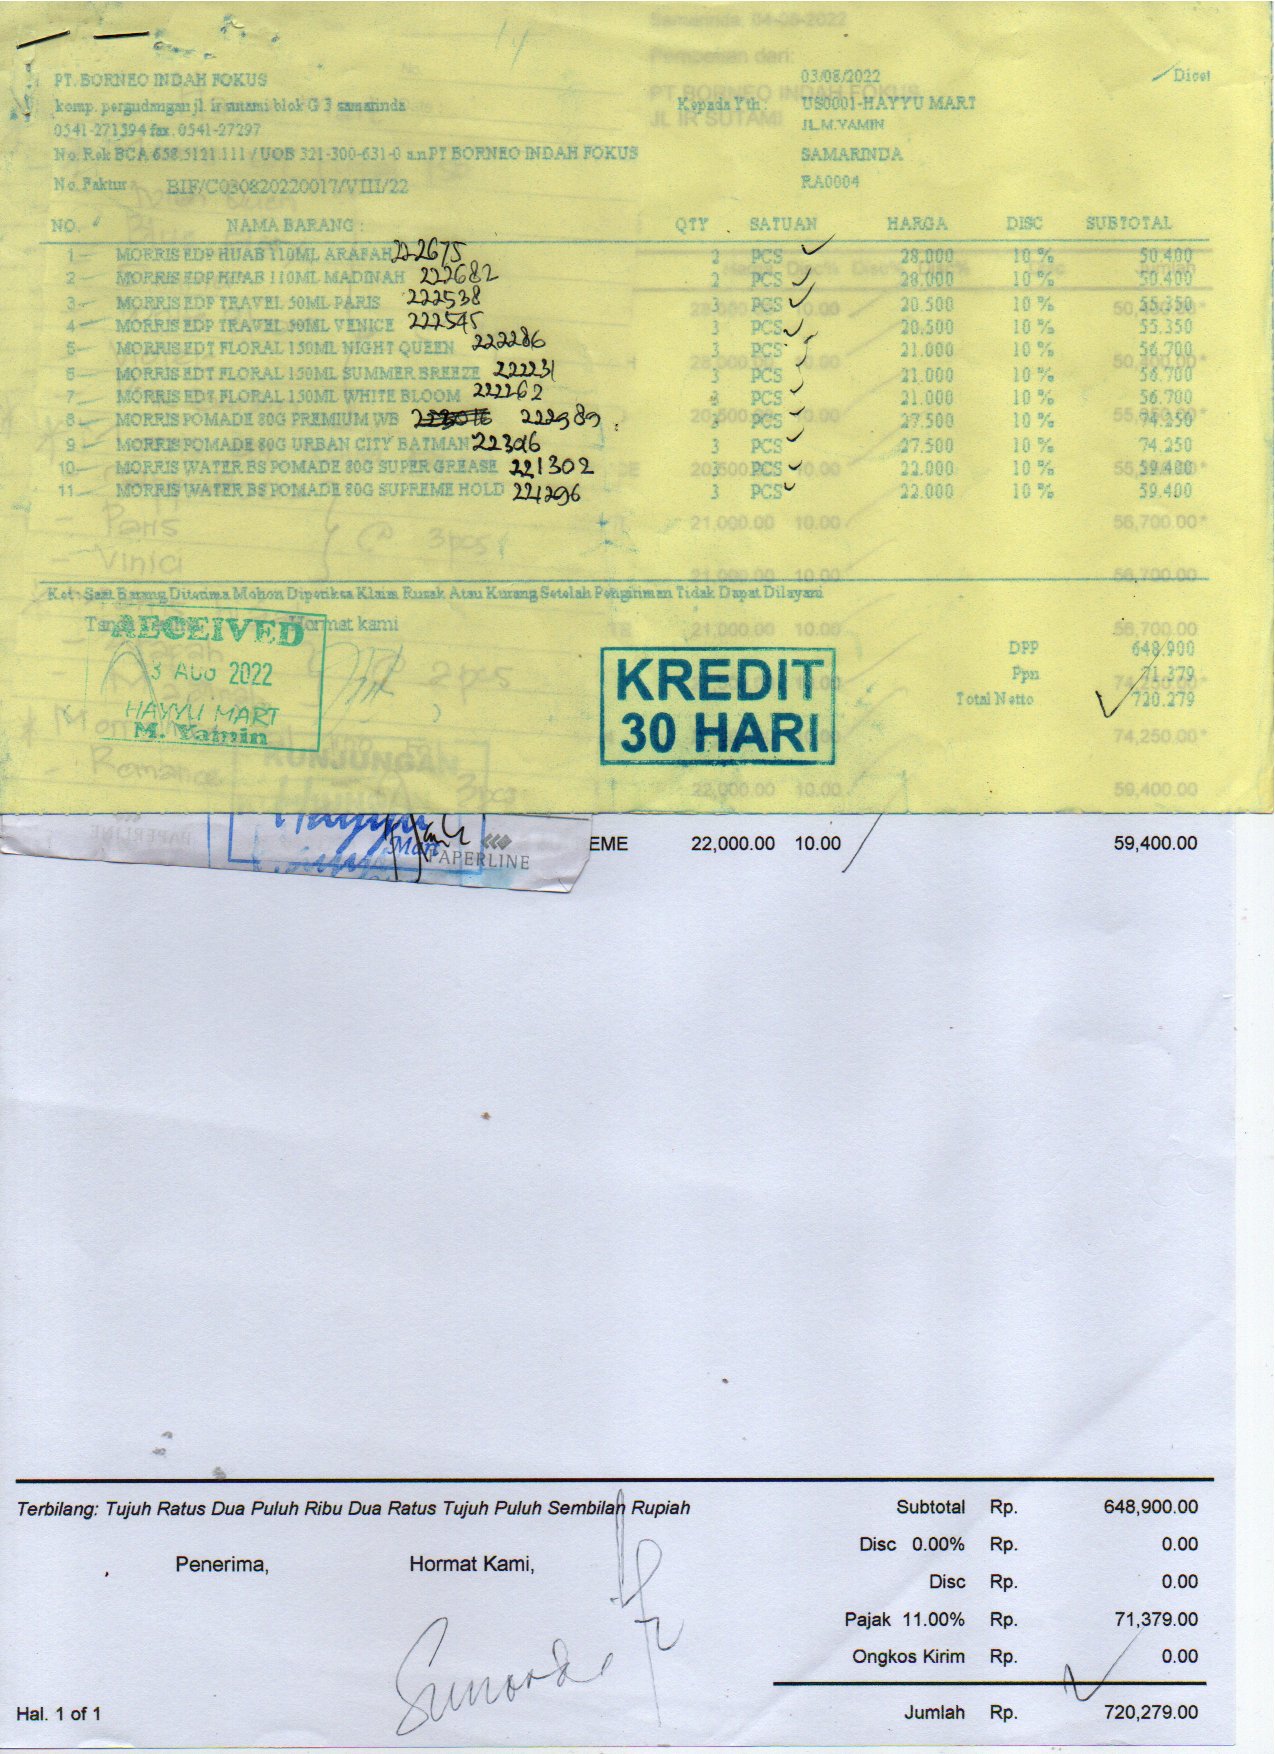 PT. BORNEO INDAH FOKUS
komp. pergudangan jl. ir sutami blok G 3 samarinda
0541-271394 fax. 0541-27297
No. Rek BCA 658.5121.111 / UOB 321-300-631-0 a.n PT BORNEO INDAH FOKUS
No. Faktur BIF/C030820220017/VIII/22
03/08/2022
Kepada Yth : US0001-HAYYU MART
JL.M.YAMIN
SAMARINDA
RA0004
NO. NAMA BARANG : QTY SATUAN HARGA DISC SUBTOTAL
1 MORRIS EDP HIJAB 110ML ARAFAH 222675 2 PCS 28.000 10 % 50.400
2 MORRIS EDP HIJAB 110ML MADINAH 222682 2 PCS 28.000 10 % 50.400
3 MORRIS EDP TRAVEL 50ML PARIS 222538 3 PCS 20.500 10 % 55.350
4 MORRIS EDP TRAVEL 50ML VENICE 222545 3 PCS 20.500 10 % 55.350
5 MORRIS EDT FLORAL 150ML NIGHT QUEEN 222286 3 PCS 21.000 10 % 56.700
6 MORRIS EDT FLORAL 150ML SUMMER BREEZE 222231 3 PCS 21.000 10 % 56.700
7 MORRIS EDT FLORAL 150ML WHITE BLOOM 222262 3 PCS 21.000 10 % 56.700
8 MORRIS POMADE 80G PREMIUM WB 222989 3 PCS 27.500 10 % 74.250
9 MORRIS POMADE 80G URBAN CITY BATMAN 3 PCS 27.500 10 % 74.250
10 MORRIS WATER BS POMADE 80G SUPER GREASE 221302 3 PCS 22.000 10 % 59.400
11 MORRIS WATER BS POMADE 80G SUPREME HOLD 221296 3 PCS 22.000 10 % 59.400
Ket : Saat Barang Diterima Mohon Diperiksa Klaim Rusak Atau Kurang Setelah Pengiriman Tidak Dapat Dilayani
Hormat kami
RECEIVED
3 AUG 2022
HAYYU MART
M. Yamin
KREDIT
30 HARI
DPP 648.900
Ppn 71.379
Total Netto 720.279
KUNJUNGAN
PAPERLINE
EME 22,000.00 10.00 59,400.00
Terbilang: Tujuh Ratus Dua Puluh Ribu Dua Ratus Tujuh Puluh Sembilan Rupiah
Penerima, Hormat Kami,
Subtotal Rp. 648,900.00
Disc 0.00% Rp. 0.00
Disc Rp. 0.00
Pajak 11.00% Rp. 71,379.00
Ongkos Kirim Rp. 0.00
Jumlah Rp. 720,279.00
Hal. 1 of 1